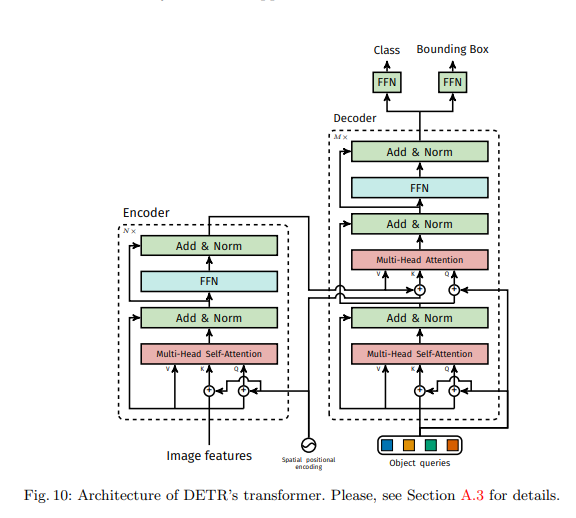 Class Bounding Box
FFN FFN
Decoder
M×
Add & Norm
FFN
Add & Norm
Multi-Head Attention
V K Q
+ +
Add & Norm
Multi-Head Self-Attention
V K Q
+ +
Object queries
Encoder
N×
Add & Norm
FFN
Add & Norm
Multi-Head Self-Attention
V K Q
+ +
Image features
Spatial positional
encoding
Fig. 10: Architecture of DETR's transformer. Please, see Section A.3 for details.